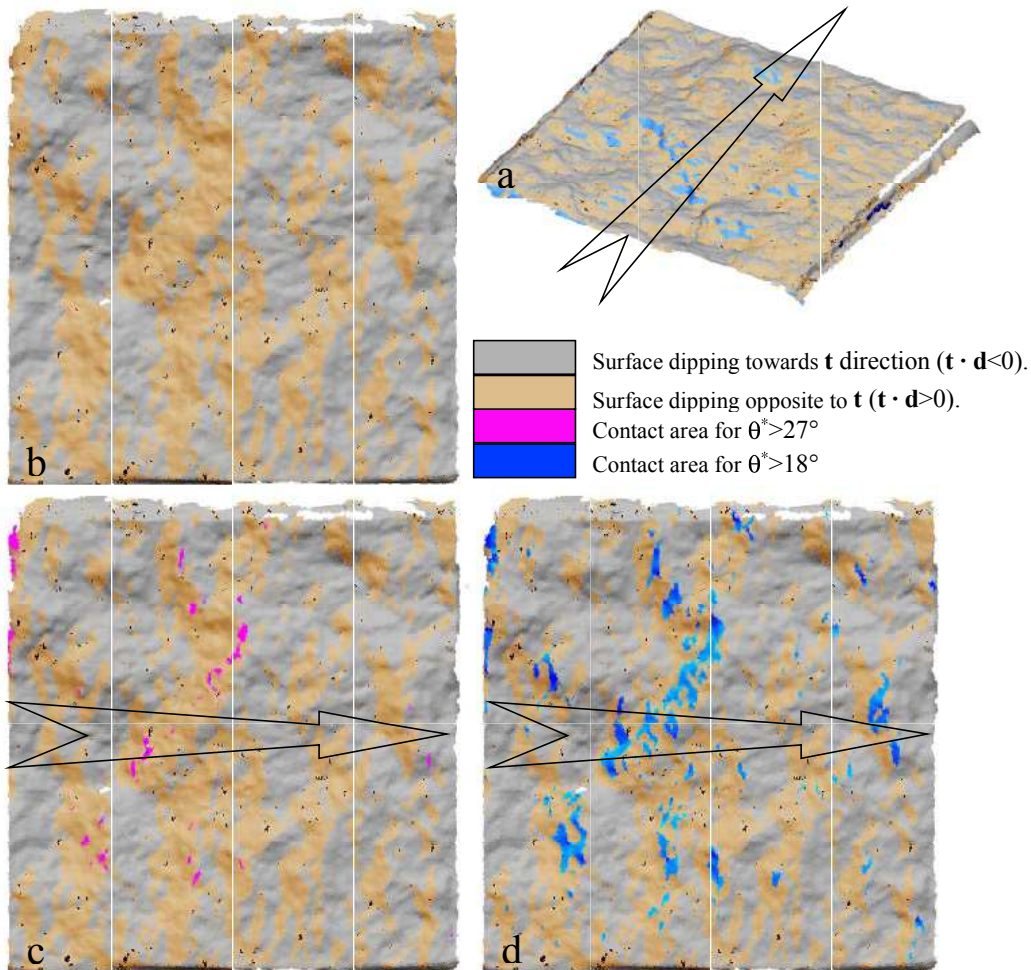 a
b
Surface dipping towards t direction (t · d<0).
Surface dipping opposite to t (t · d>0).
Contact area for θ*>27°
Contact area for θ*>18°
c
d